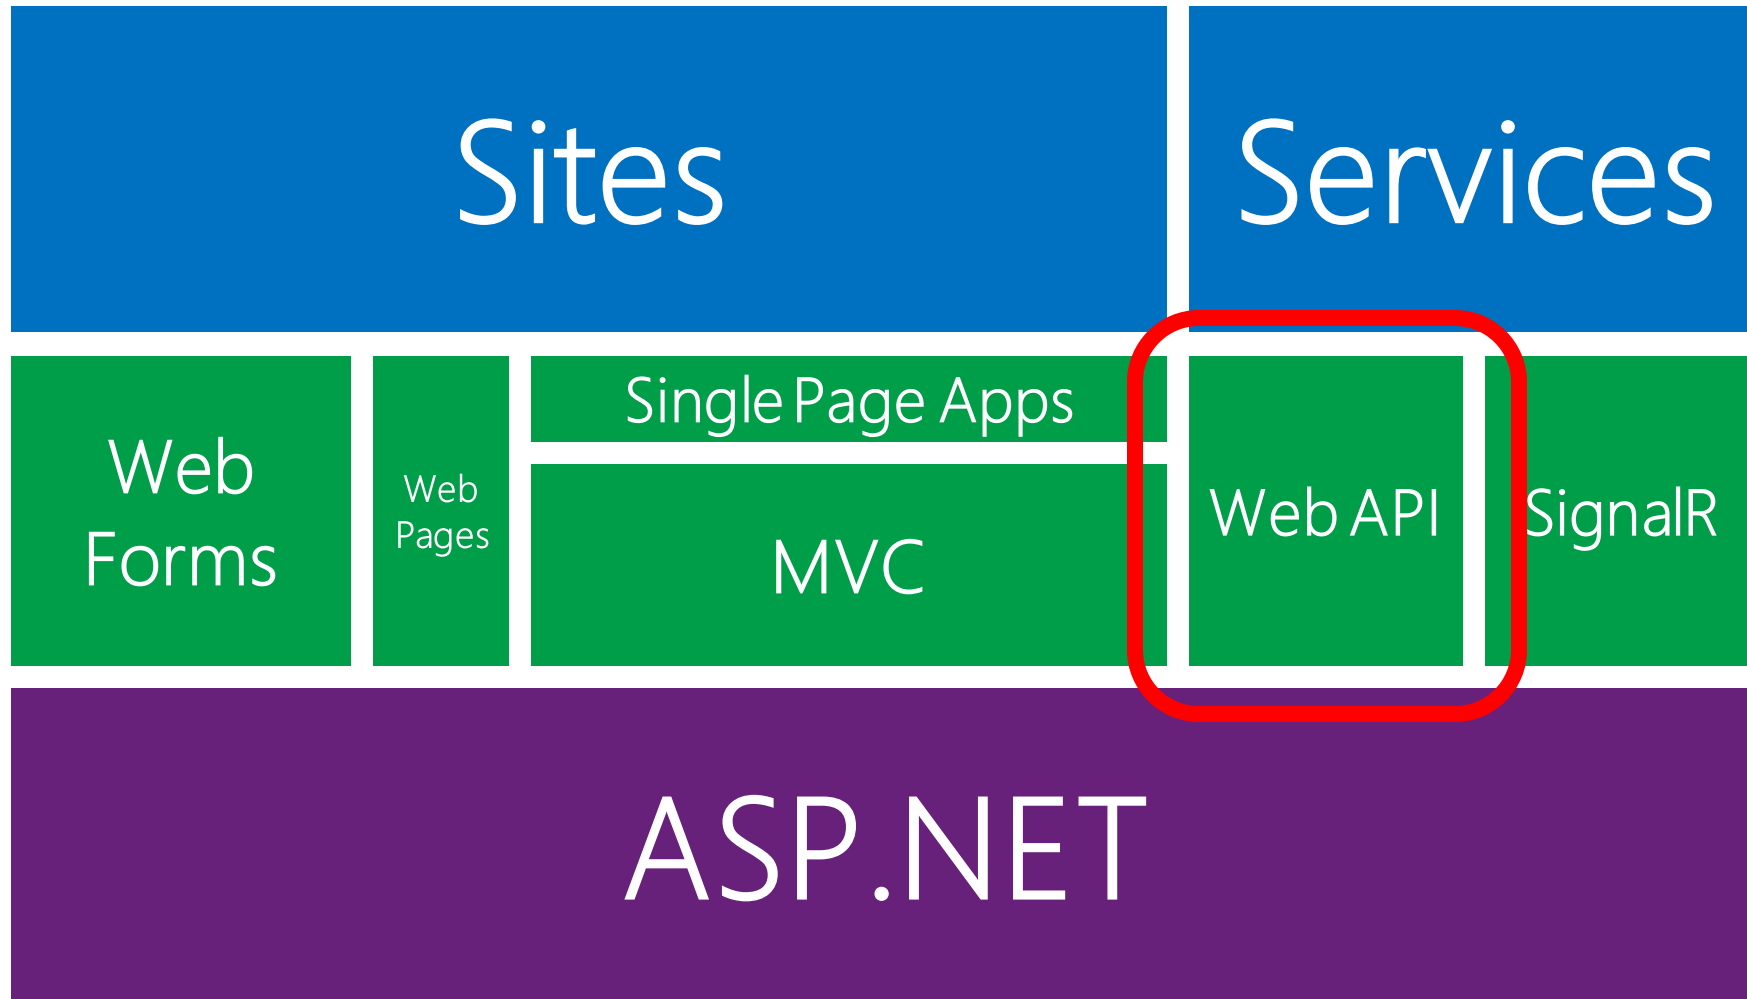 Sites
Services
Web
Forms
Web
Pages
Single Page Apps
MVC
Web API
SignalR
ASP.NET